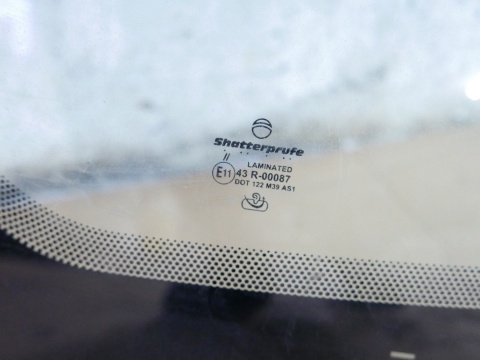 Shatterprufe
LAMINATED
E11 43 R-00087
DOT 122 M39 AS1